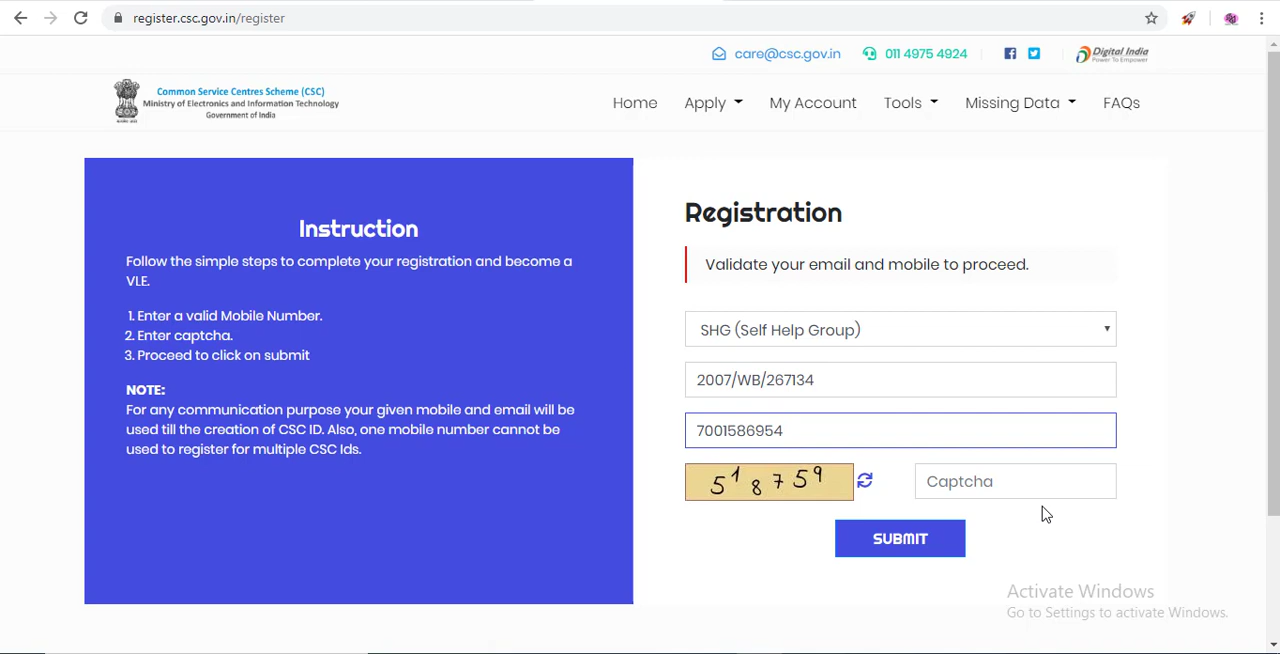 register.csc.gov.in/register
care@csc.gov.in
011 4975 4924
Digital India
Power To Empower
Common Service Centres Scheme (CSC)
Ministry of Electronics and Information Technology
Government of India
Home
Apply
My Account
Tools
Missing Data
FAQs
Instruction
Follow the simple steps to complete your registration and become a
VLE.
1. Enter a valid Mobile Number.
2. Enter captcha.
3. Proceed to click on submit
NOTE:
For any communication purpose your given mobile and email will be
used till the creation of CSC ID. Also, one mobile number cannot be
used to register for multiple CSC Ids.
Registration
Validate your email and mobile to proceed.
SHG (Self Help Group)
2007/WB/267134
7001586954
518759
Captcha
SUBMIT
Activate Windows
Go to Settings to activate Windows.